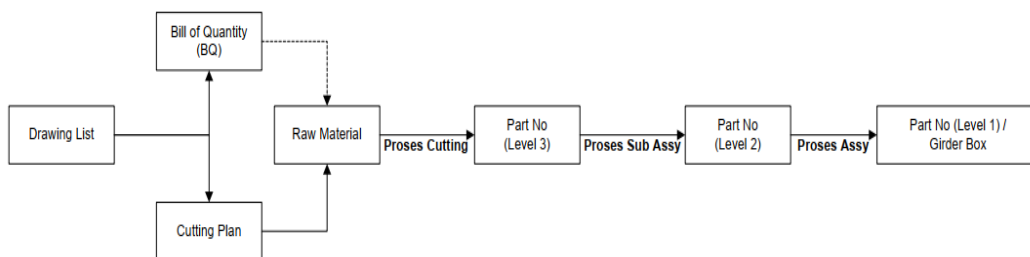 Bill of Quantity
(BQ)
Drawing List
Raw Material
Proses Cutting
Part No
(Level 3)
Proses Sub Assy
Part No
(Level 2)
Proses Assy
Part No (Level 1) /
Girder Box
Cutting Plan